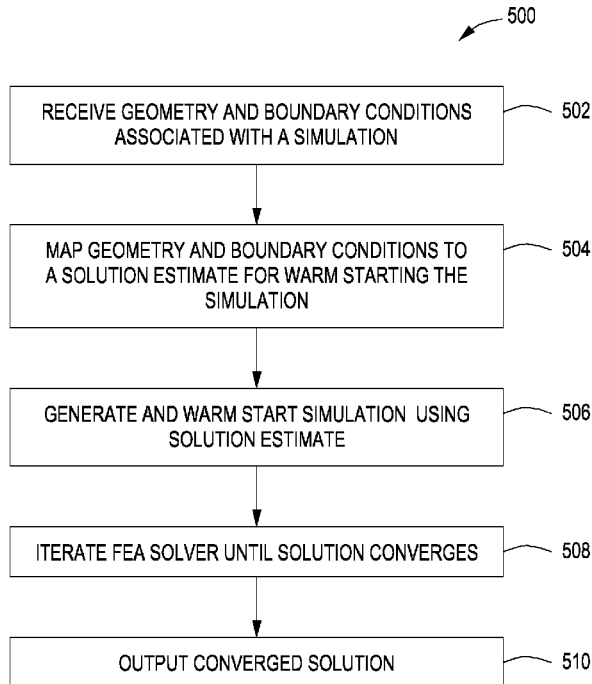 500
RECEIVE GEOMETRY AND BOUNDARY CONDITIONS
ASSOCIATED WITH A SIMULATION
502
MAP GEOMETRY AND BOUNDARY CONDITIONS TO
A SOLUTION ESTIMATE FOR WARM STARTING THE
SIMULATION
504
GENERATE AND WARM START SIMULATION USING
SOLUTION ESTIMATE
506
ITERATE FEA SOLVER UNTIL SOLUTION CONVERGES
508
OUTPUT CONVERGED SOLUTION
510